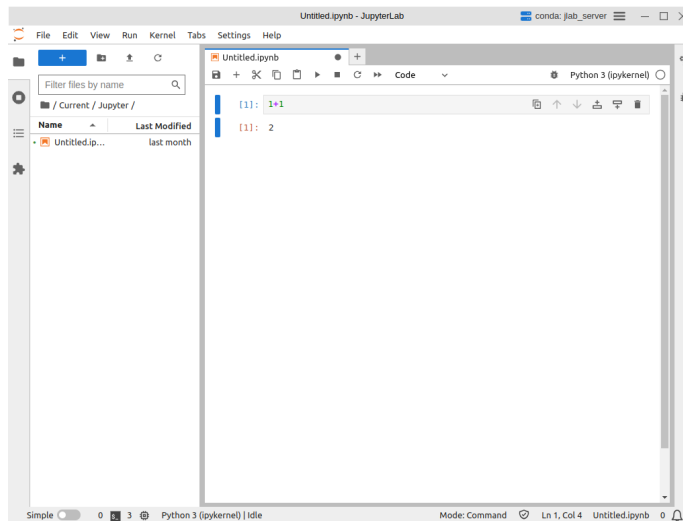 Untitled.ipynb - JupyterLab
conda: jlab_server
File Edit View Run Kernel Tabs Settings Help
Filter files by name
/ Current / Jupyter /
Name Last Modified
Untitled.ip... last month
Untitled.ipynb
Code
Python 3 (ipykernel)
[1]: 1+1
[1]: 2
Simple 0 3 Python 3 (ipykernel) | Idle Mode: Command Ln 1, Col 4 Untitled.ipynb 0